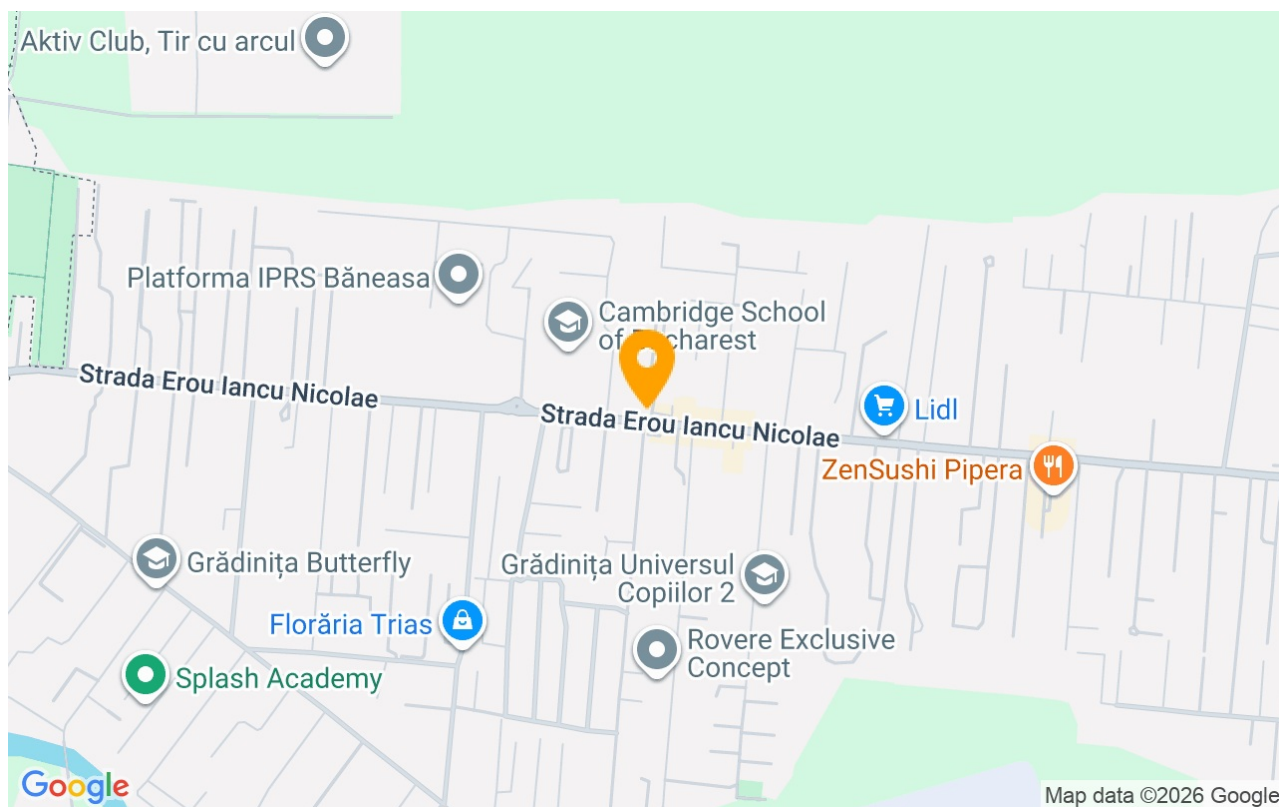 Aktiv Club, Tir cu arcul
Platforma IPRS Băneasa
Cambridge School
of Bucharest
Strada Erou Iancu Nicolae
Strada Erou Iancu Nicolae
Lidl
ZenSushi Pipera
Grădinița Butterfly
Grădinița Universul
Copiilor 2
Florăria Trias
Rovere Exclusive
Concept
Splash Academy
Google
Map data ©2026 Google